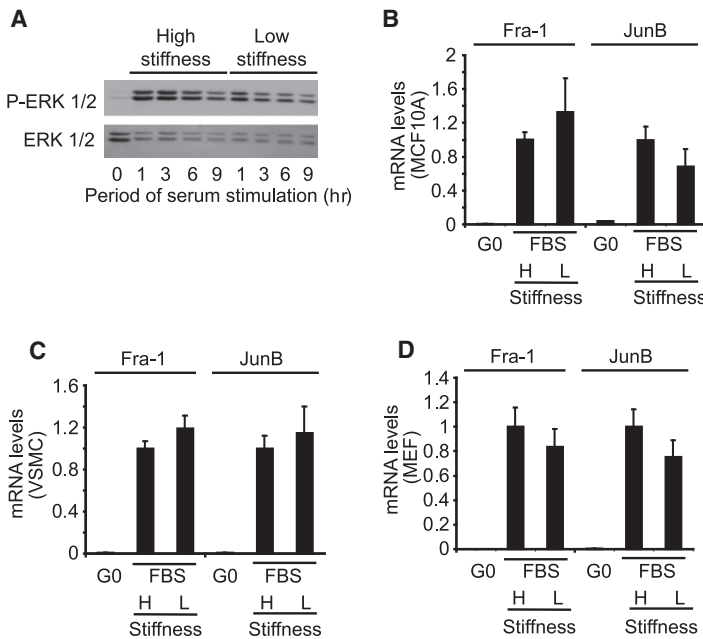 A
High stiffness
Low stiffness
P-ERK 1/2
ERK 1/2
0 1 3 6 9 1 3 6 9
Period of serum stimulation (hr)
B
Fra-1 JunB
mRNA levels
(MCF10A)
2
1.6
1.2
0.8
0.4
0
G0 FBS G0 FBS
H L H L
Stiffness Stiffness
C
Fra-1 JunB
mRNA levels
(VSMC)
1.6
1.2
0.8
0.4
0
G0 FBS G0 FBS
H L H L
Stiffness Stiffness
D
Fra-1 JunB
mRNA levels
(MEF)
1.4
1.2
1
0.8
0.6
0.4
0.2
0
G0 FBS G0 FBS
H L H L
Stiffness Stiffness